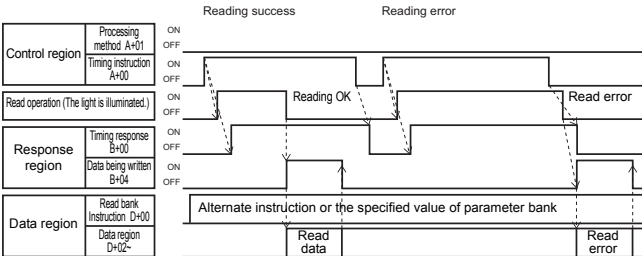 Reading success Reading error
Control region
Processing
method A+01
ON
OFF
Timing instruction
A+00
ON
OFF
Read operation (The light is illuminated.)
ON
OFF
Reading OK
Read error
Response
region
Timing response
B+00
ON
OFF
Data being written
B+04
ON
OFF
Data region
Read bank
Instruction D+00
Alternate instruction or the specified value of parameter bank
Data region
D+02~
Read
data
Read
error